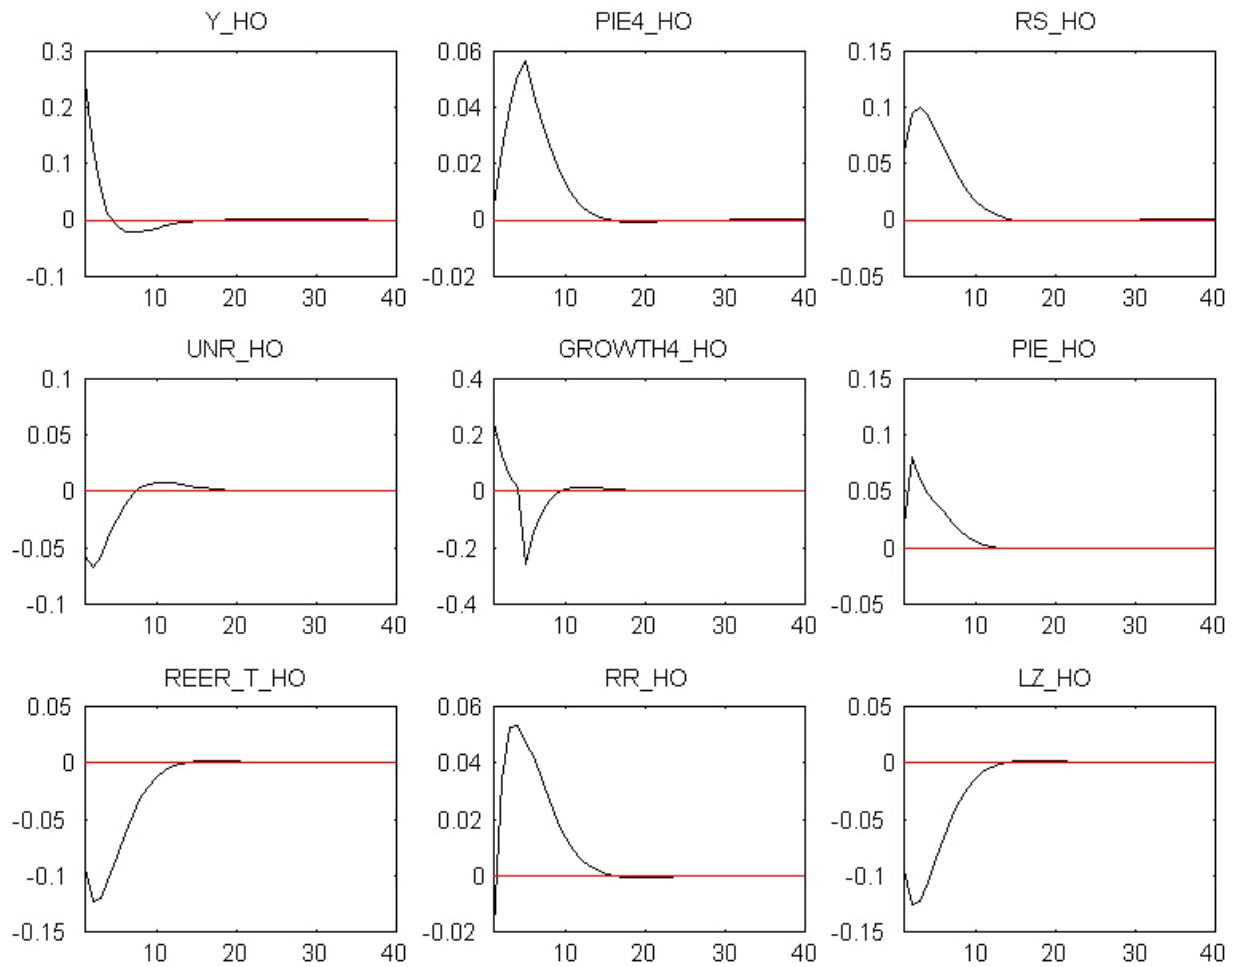 Y_HO PIE4_HO RS_HO
0.3 0.06 0.15
0.2 0.04 0.1
0.1 0.02 0.05
0 0 0
-0.1 -0.02 -0.05
10 20 30 40 10 20 30 40 10 20 30 40
UNR_HO GROWTH4_HO PIE_HO
0.1 0.4 0.15
0.05 0.2 0.1
0 0 0.05
-0.05 -0.2 0
-0.1 -0.4 -0.05
10 20 30 40 10 20 30 40 10 20 30 40
REER_T_HO RR_HO LZ_HO
0.05 0.06 0.05
0 0.04 0
-0.05 0.02 -0.05
-0.1 0 -0.1
-0.15 -0.02 -0.15
10 20 30 40 10 20 30 40 10 20 30 40